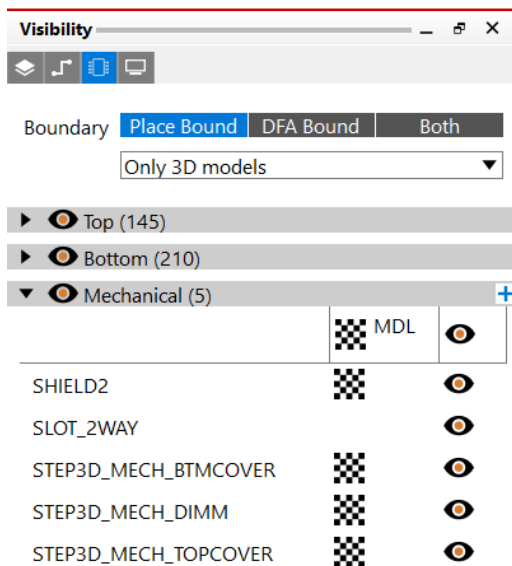 Visibility
Boundary Place Bound DFA Bound Both
Only 3D models
Top (145)
Bottom (210)
Mechanical (5)
MDL
SHIELD2
SLOT_2WAY
STEP3D_MECH_BTMCOVER
STEP3D_MECH_DIMM
STEP3D_MECH_TOPCOVER